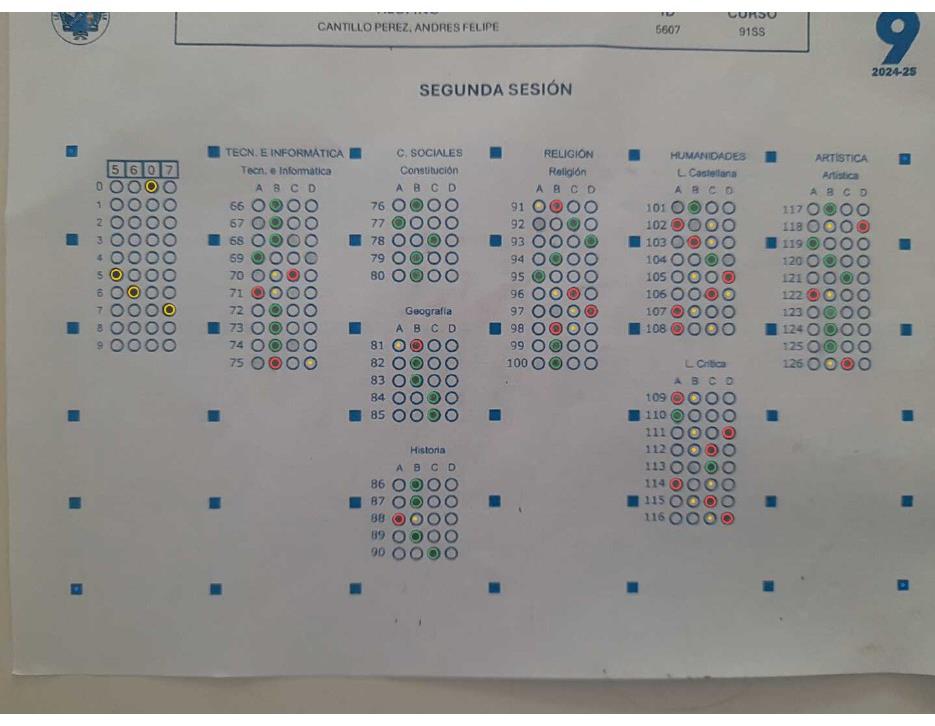 ID CURSO
CANTILLO PEREZ, ANDRES FELIPE 5607 91SS
9
2024-25
SEGUNDA SESIÓN
5 6 0 7
0
1
2
3
4
5
6
7
8
9
TECN. E INFORMÁTICA
Tecn. e Informática
A B C D
66
67
68
69
70
71
72
73
74
75
C. SOCIALES
Constitución
A B C D
76
77
78
79
80
Geografía
A B C D
81
82
83
84
85
Historia
A B C D
86
87
88
89
90
RELIGIÓN
Religión
A B C D
91
92
93
94
95
96
97
98
99
100
HUMANIDADES
L. Castellana
A B C D
101
102
103
104
105
106
107
108
L. Crítica
A B C D
109
110
111
112
113
114
115
116
ARTÍSTICA
Artística
A B C D
117
118
119
120
121
122
123
124
125
126